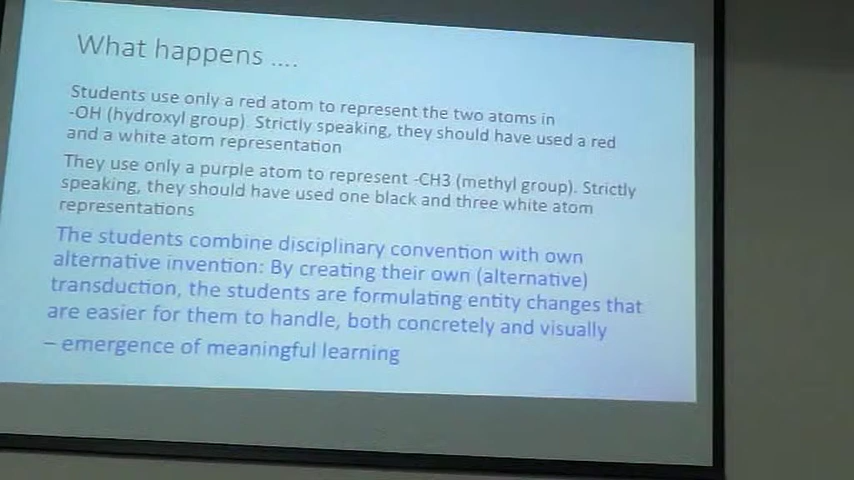 What happens ....
Students use only a red atom to represent the two atoms in
-OH (hydroxyl group). Strictly speaking, they should have used a red
and a white atom representation
They use only a purple atom to represent -CH3 (methyl group). Strictly
speaking, they should have used one black and three white atom
representations
The students combine disciplinary convention with own
alternative invention: By creating their own (alternative)
transduction, the students are formulating entity changes that
are easier for them to handle, both concretely and visually
– emergence of meaningful learning